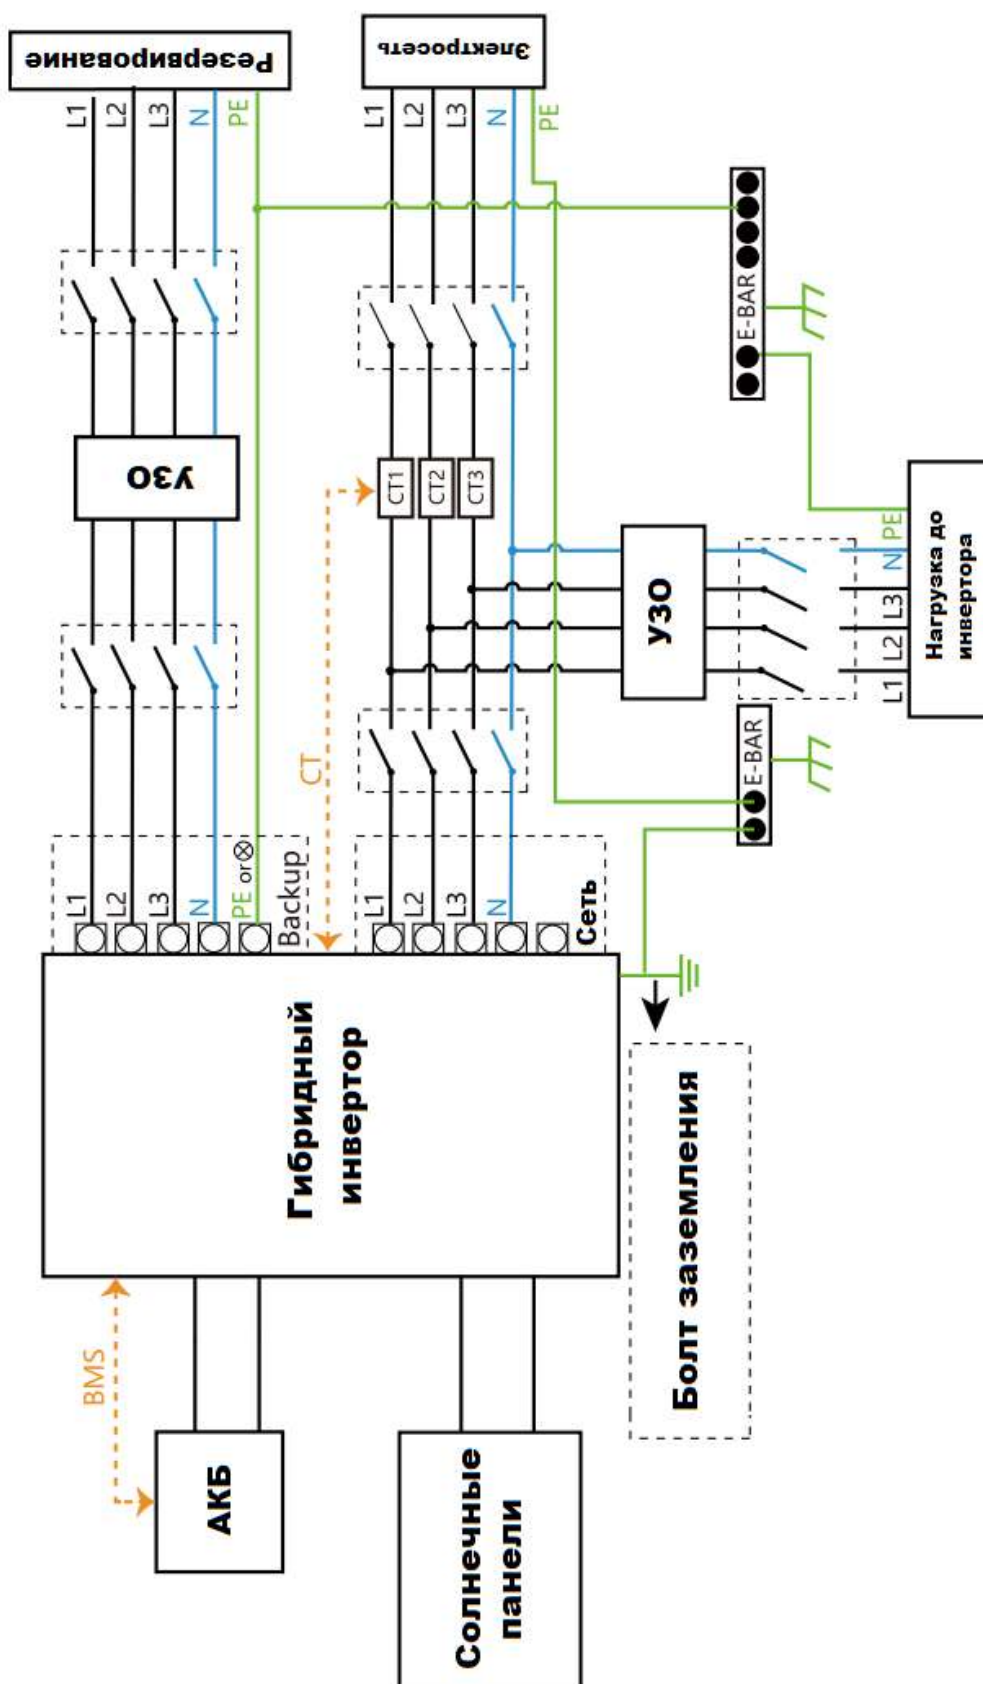 Резервирование
Электросеть
L1
L2
L3
N
PE
L1
L2
L3
N
PE
E-BAR
УЗО
CT1
CT2
CT3
УЗО
PE
N
L3
L2
L1
Нагрузка до
инвертора
CT
E-BAR
L1
L2
L3
N
PE or
Backup
L1
L2
L3
N
Сеть
Гибридный
инвертор
Болт заземления
BMS
АКБ
Солнечные
панели